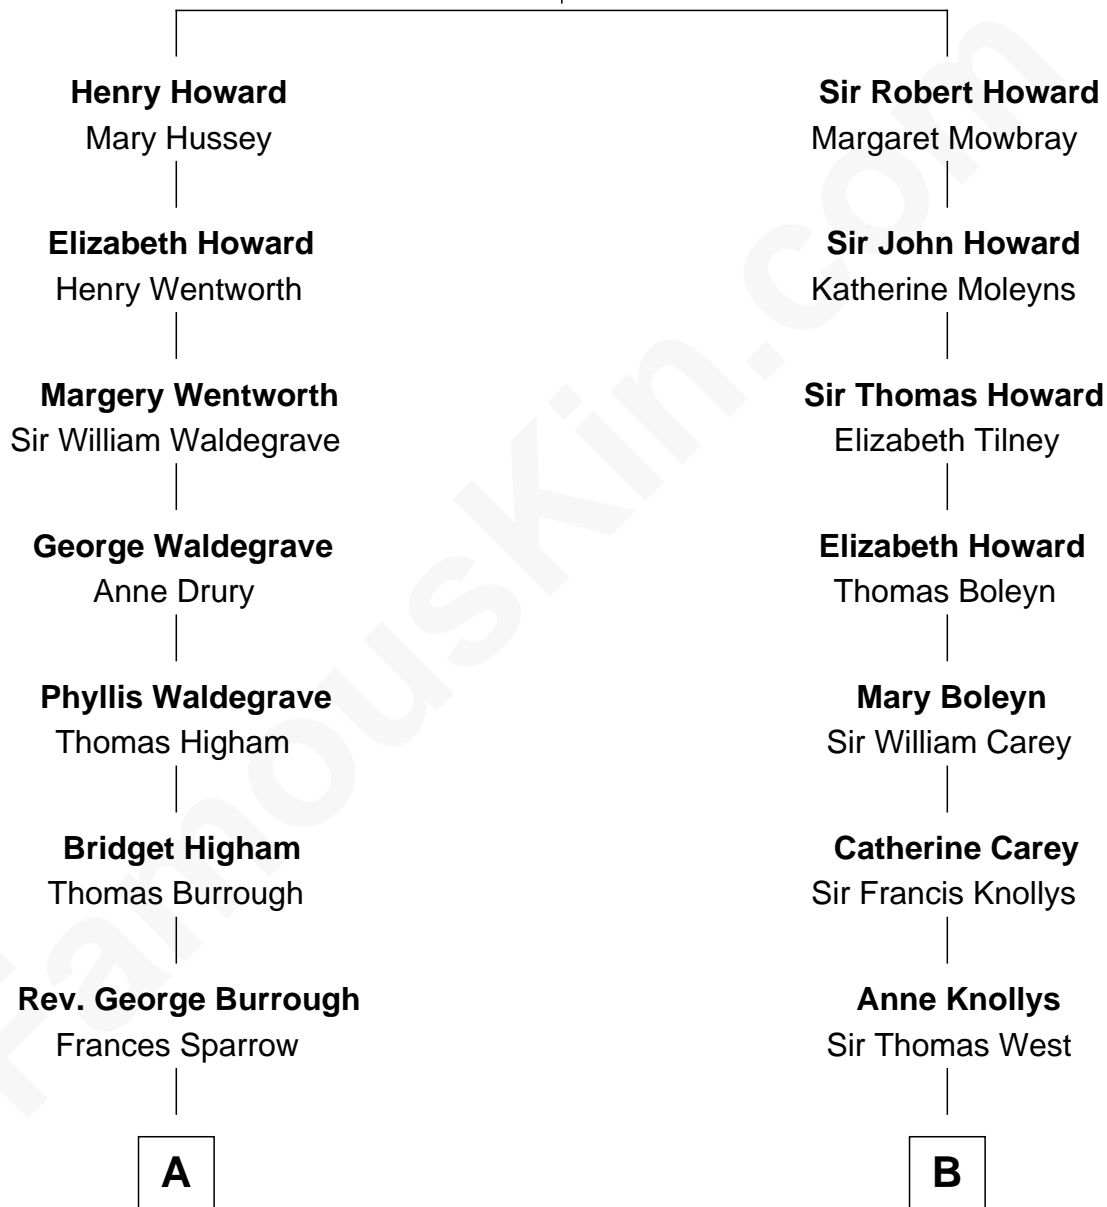 Henry Howard
Mary Hussey
Elizabeth Howard
Henry Wentworth
Margery Wentworth
Sir William Waldegrave
George Waldegrave
Anne Drury
Phyllis Waldegrave
Thomas Higham
Bridget Higham
Thomas Burrough
Rev. George Burrough
Frances Sparrow
A
Sir Robert Howard
Margaret Mowbray
Sir John Howard
Katherine Moleyns
Sir Thomas Howard
Elizabeth Tilney
Elizabeth Howard
Thomas Boleyn
Mary Boleyn
Sir William Carey
Catherine Carey
Sir Francis Knollys
Anne Knollys
Sir Thomas West
B
FamousKin.com